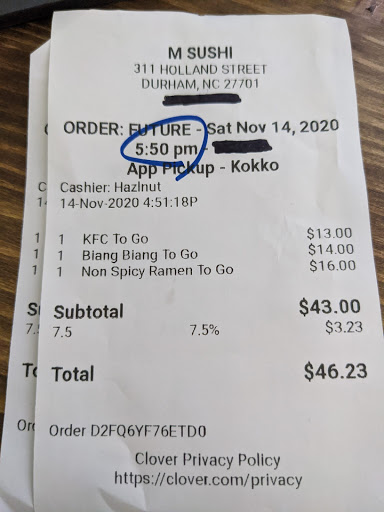 M SUSHI
311 HOLLAND STREET
DURHAM, NC 27701
ORDER: FUTURE - Sat Nov 14, 2020
5:50 pm -
App Pickup - Kokko
Cashier: Hazlnut
14-Nov-2020 4:51:18P
1 KFC To Go $13.00
1 Biang Biang To Go $14.00
1 Non Spicy Ramen To Go $16.00
Subtotal $43.00
7.5 7.5% $3.23
Total $46.23
Order D2FQ6YF76ETD0
Clover Privacy Policy
https://clover.com/privacy